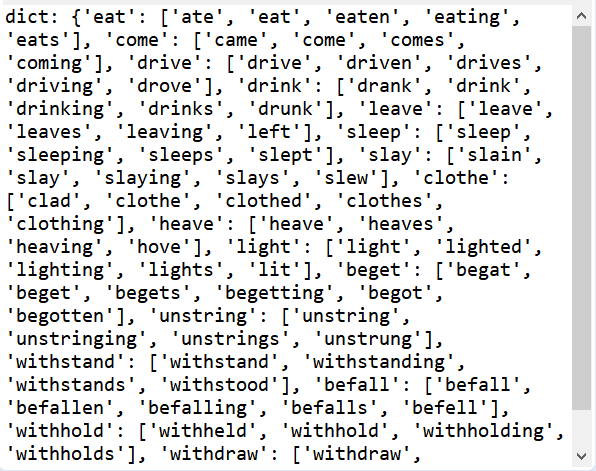 dict: {'eat': ['ate', 'eat', 'eaten', 'eating',
'eats'], 'come': ['came', 'come', 'comes',
'coming'], 'drive': ['drive', 'driven', 'drives',
'driving', 'drove'], 'drink': ['drank', 'drink',
'drinking', 'drinks', 'drunk'], 'leave': ['leave',
'leaves', 'leaving', 'left'], 'sleep': ['sleep',
'sleeping', 'sleeps', 'slept'], 'slay': ['slain',
'slay', 'slaying', 'slays', 'slew'], 'clothe':
['clad', 'clothe', 'clothed', 'clothes',
'clothing'], 'heave': ['heave', 'heaves',
'heaving', 'hove'], 'light': ['light', 'lighted',
'lighting', 'lights', 'lit'], 'beget': ['begat',
'beget', 'begets', 'begetting', 'begot',
'begotten'], 'unstring': ['unstring',
'unstringing', 'unstrings', 'unstrung'],
'withstand': ['withstand', 'withstanding',
'withstands', 'withstood'], 'befall': ['befall',
'befallen', 'befalling', 'befalls', 'befell'],
'withhold': ['withheld', 'withhold', 'withholding',
'withholds'], 'withdraw': ['withdraw',